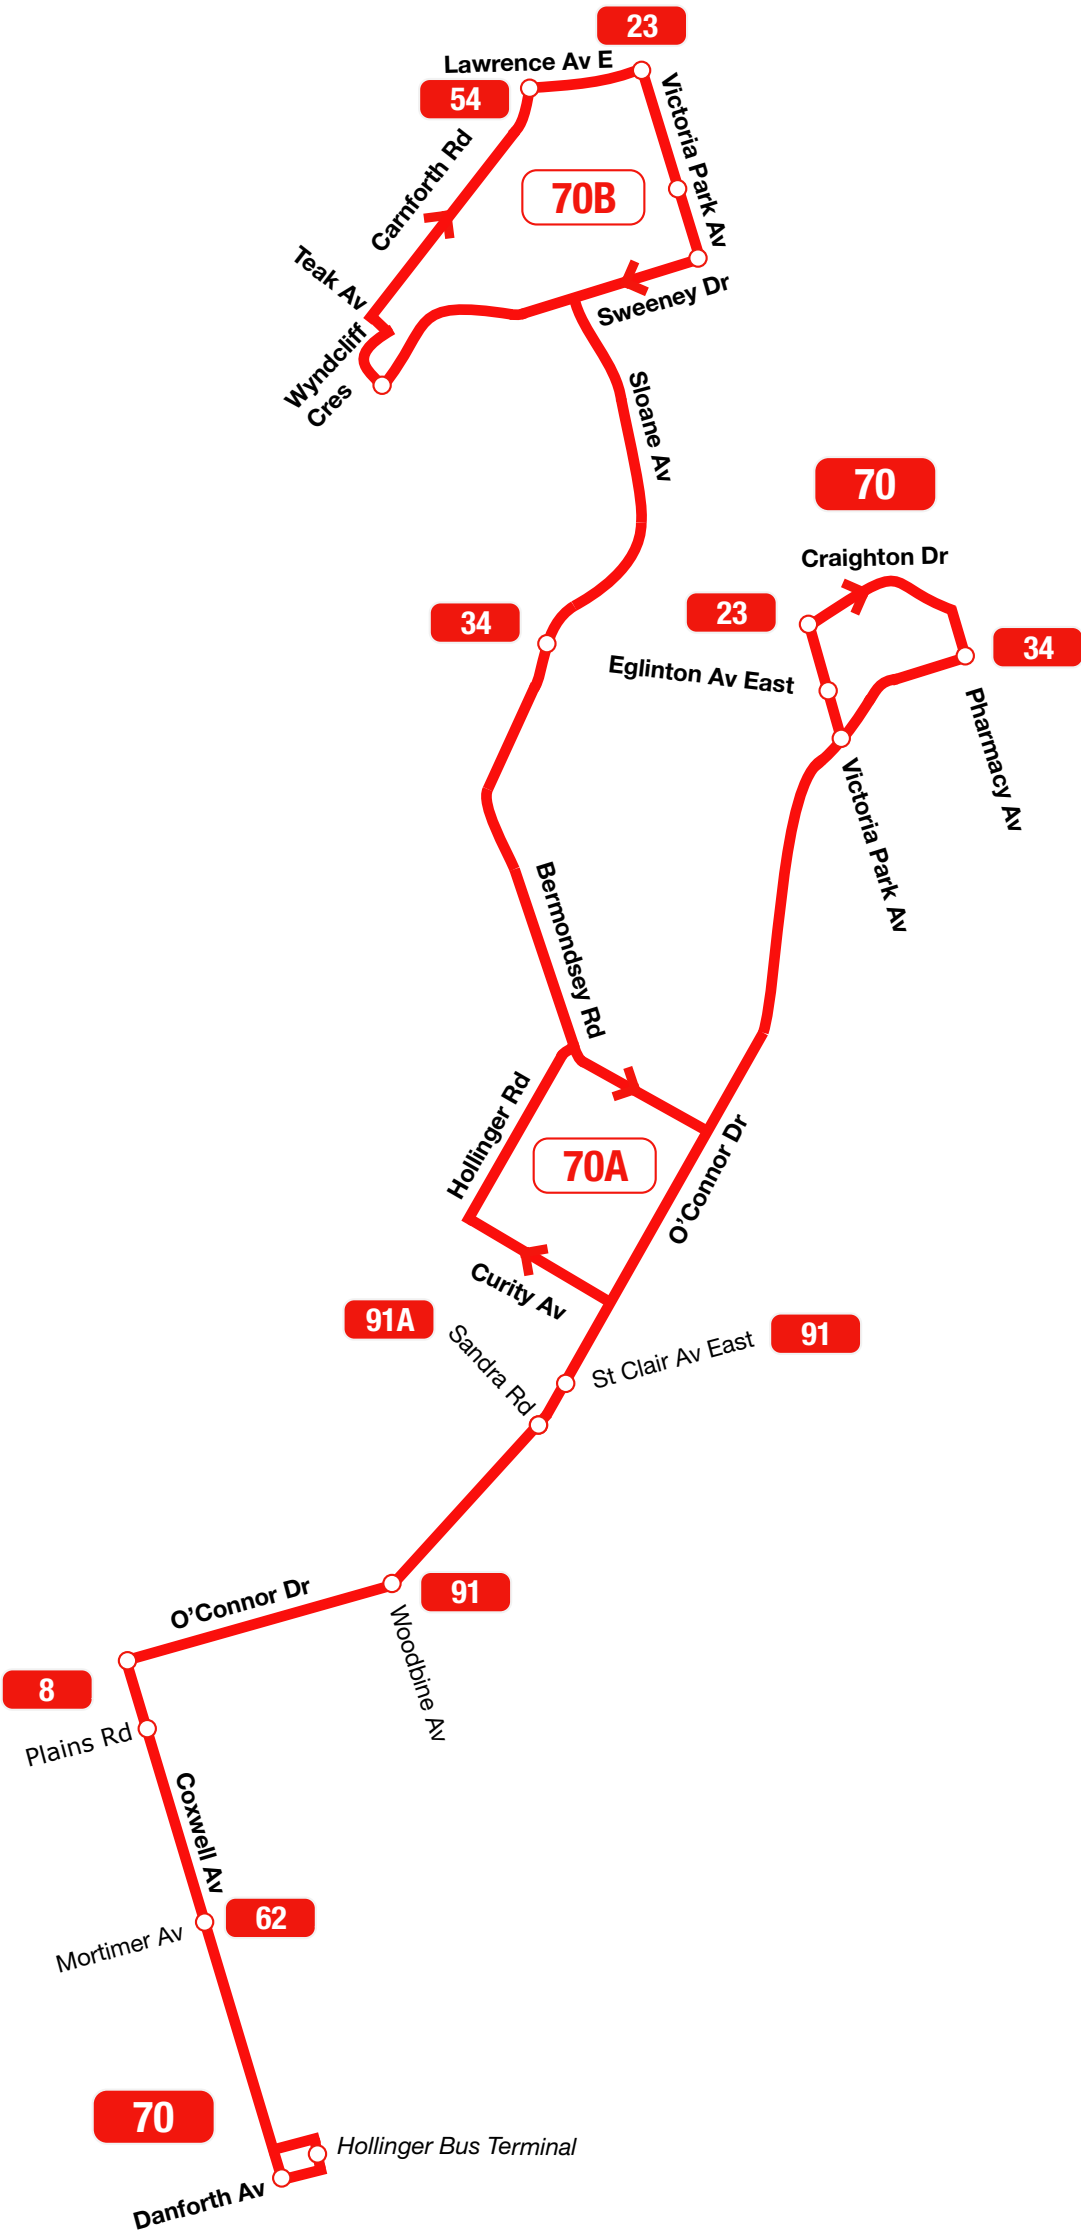 23
Lawrence Av E
54
Victoria Park Av
Carnforth Rd
70B
Teak Av
Sweeney Dr
Wyndcliff
Cres
Sloane Av
70
Craighton Dr
23
34
34
Eglinton Av East
Pharmacy Av
Victoria Park Av
Bermondsey Rd
Hollinger Rd
70A
O'Connor Dr
Curity Av
91A
Sandra Rd
St Clair Av East
91
O'Connor Dr
91
Woodbine Av
8
Plains Rd
Coxwell Av
62
Mortimer Av
70
Hollinger Bus Terminal
Danforth Av